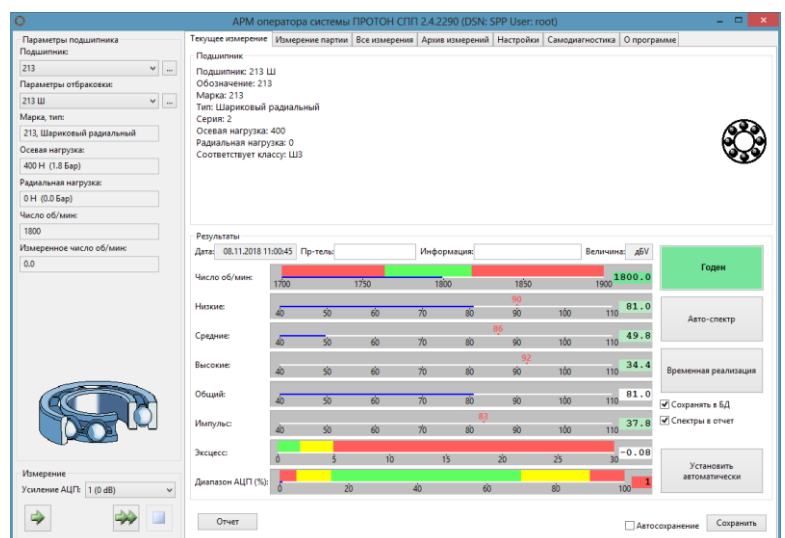 АРМ оператора системы ПРОТОН СПП 2.4.2290 (DSN: SPP User: root)
Параметры подшипника
Подшипник:
213
...
Параметры отбраковки:
213 Ш
...
Марка, тип:
213, Шариковый радиальный
Осевая нагрузка:
400 Н (1.8 Бар)
Радиальная нагрузка:
0 Н (0.0 Бар)
Число об/мин:
1800
Измеренное число об/мин:
0.0
Измерение
Усиление АЦП: 1 (0 dB)
Текущее измерение Измерение партии Все измерения Архив измерений Настройки Самодиагностика О программе
Подшипник
Подшипник: 213 Ш
Обозначение: 213
Марка: 213
Тип: Шариковый радиальный
Серия: 2
Осевая нагрузка: 400
Радиальная нагрузка: 0
Соответствует классу: Ш3
Результаты
Дата: 08.11.2018 11:00:45 Пр-тель: Информация: Величина: дБV
Число об/мин: 1800.0
1700 1750 1800 1850 1900
Низкие: 90 81.0
40 50 60 70 80 90 100 110
Средние: 86 49.8
40 50 60 70 80 90 100 110
Высокие: 92 34.4
40 50 60 70 80 90 100 110
Общий: 81.0
40 50 60 70 80 90 100 110
Импульс: 83 37.8
40 50 60 70 80 90 100 110
Эксцесс: -0.08
0 5 10 15 20 25 30
Диапазон АЦП (%): 1
0 20 40 60 80 100
Годен
Авто-спектр
Временная реализация
Сохранять в БД
Спектры в отчет
Установить
автоматически
Отчет
Автосохранение Сохранить